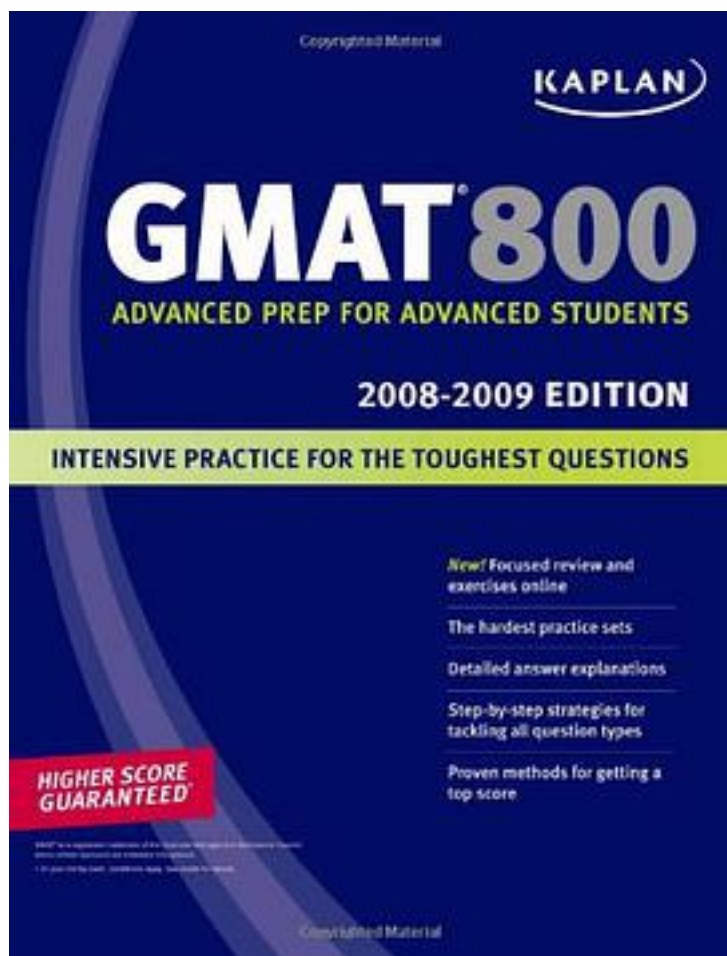 Copyrighted Material
KAPLAN
GMAT® 800
ADVANCED PREP FOR ADVANCED STUDENTS
2008-2009 EDITION
INTENSIVE PRACTICE FOR THE TOUGHEST QUESTIONS
New! Focused review and
exercises online
The hardest practice sets
Detailed answer explanations
Step-by-step strategies for
tackling all question types
Proven methods for getting a
top score
HIGHER SCORE
GUARANTEED*
Copyrighted Material